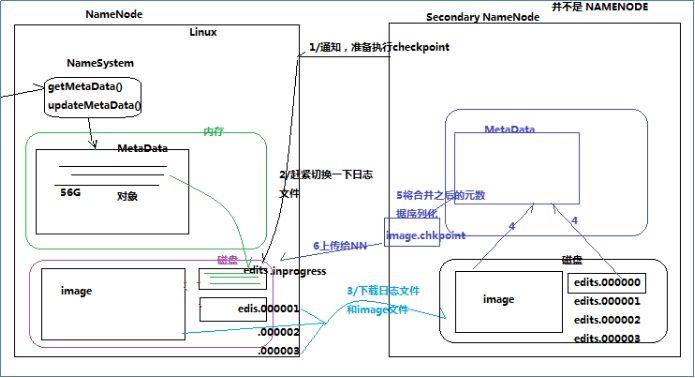 NameNode
Linux
NameSystem
getMetaData()
updateMetaData()
内存
MetaData
56G
对象
磁盘
edits.inprogress
image
edis.000001
.000002
.000003
1/通知，准备执行checkpoint
2/赶紧切换一下日志
文件
3/下载日志文件
和image文件
6上传给NN
并不是 NAMENODE
Secondary NameNode
MetaData
5将合并之后的元数
据序列化
image.chkpoint
4
4
磁盘
image
edits.000000
edits.000001
edits.000002
edits.000003